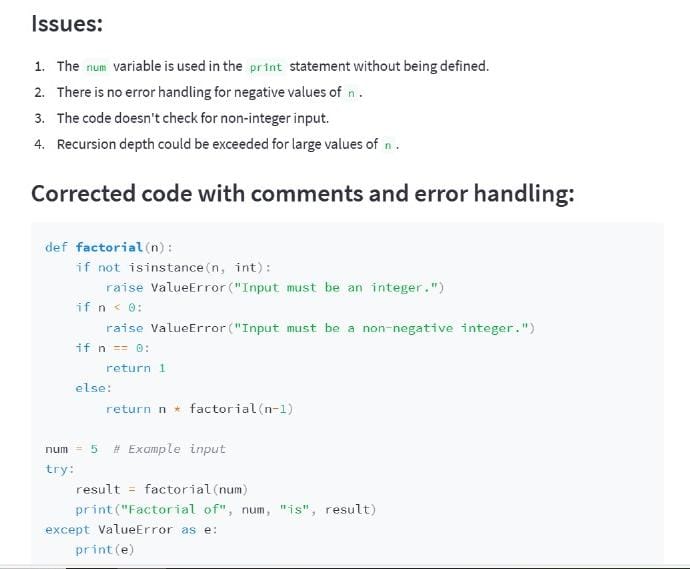 Issues:
1. The num variable is used in the print statement without being defined.
2. There is no error handling for negative values of n .
3. The code doesn't check for non-integer input.
4. Recursion depth could be exceeded for large values of n .
Corrected code with comments and error handling:
def factorial(n):
    if not isinstance(n, int):
        raise ValueError("Input must be an integer.")
    if n < 0:
        raise ValueError("Input must be a non-negative integer.")
    if n == 0:
        return 1
    else:
        return n * factorial(n-1)
num = 5  # Example input
try:
    result = factorial(num)
    print("Factorial of", num, "is", result)
except ValueError as e:
    print(e)